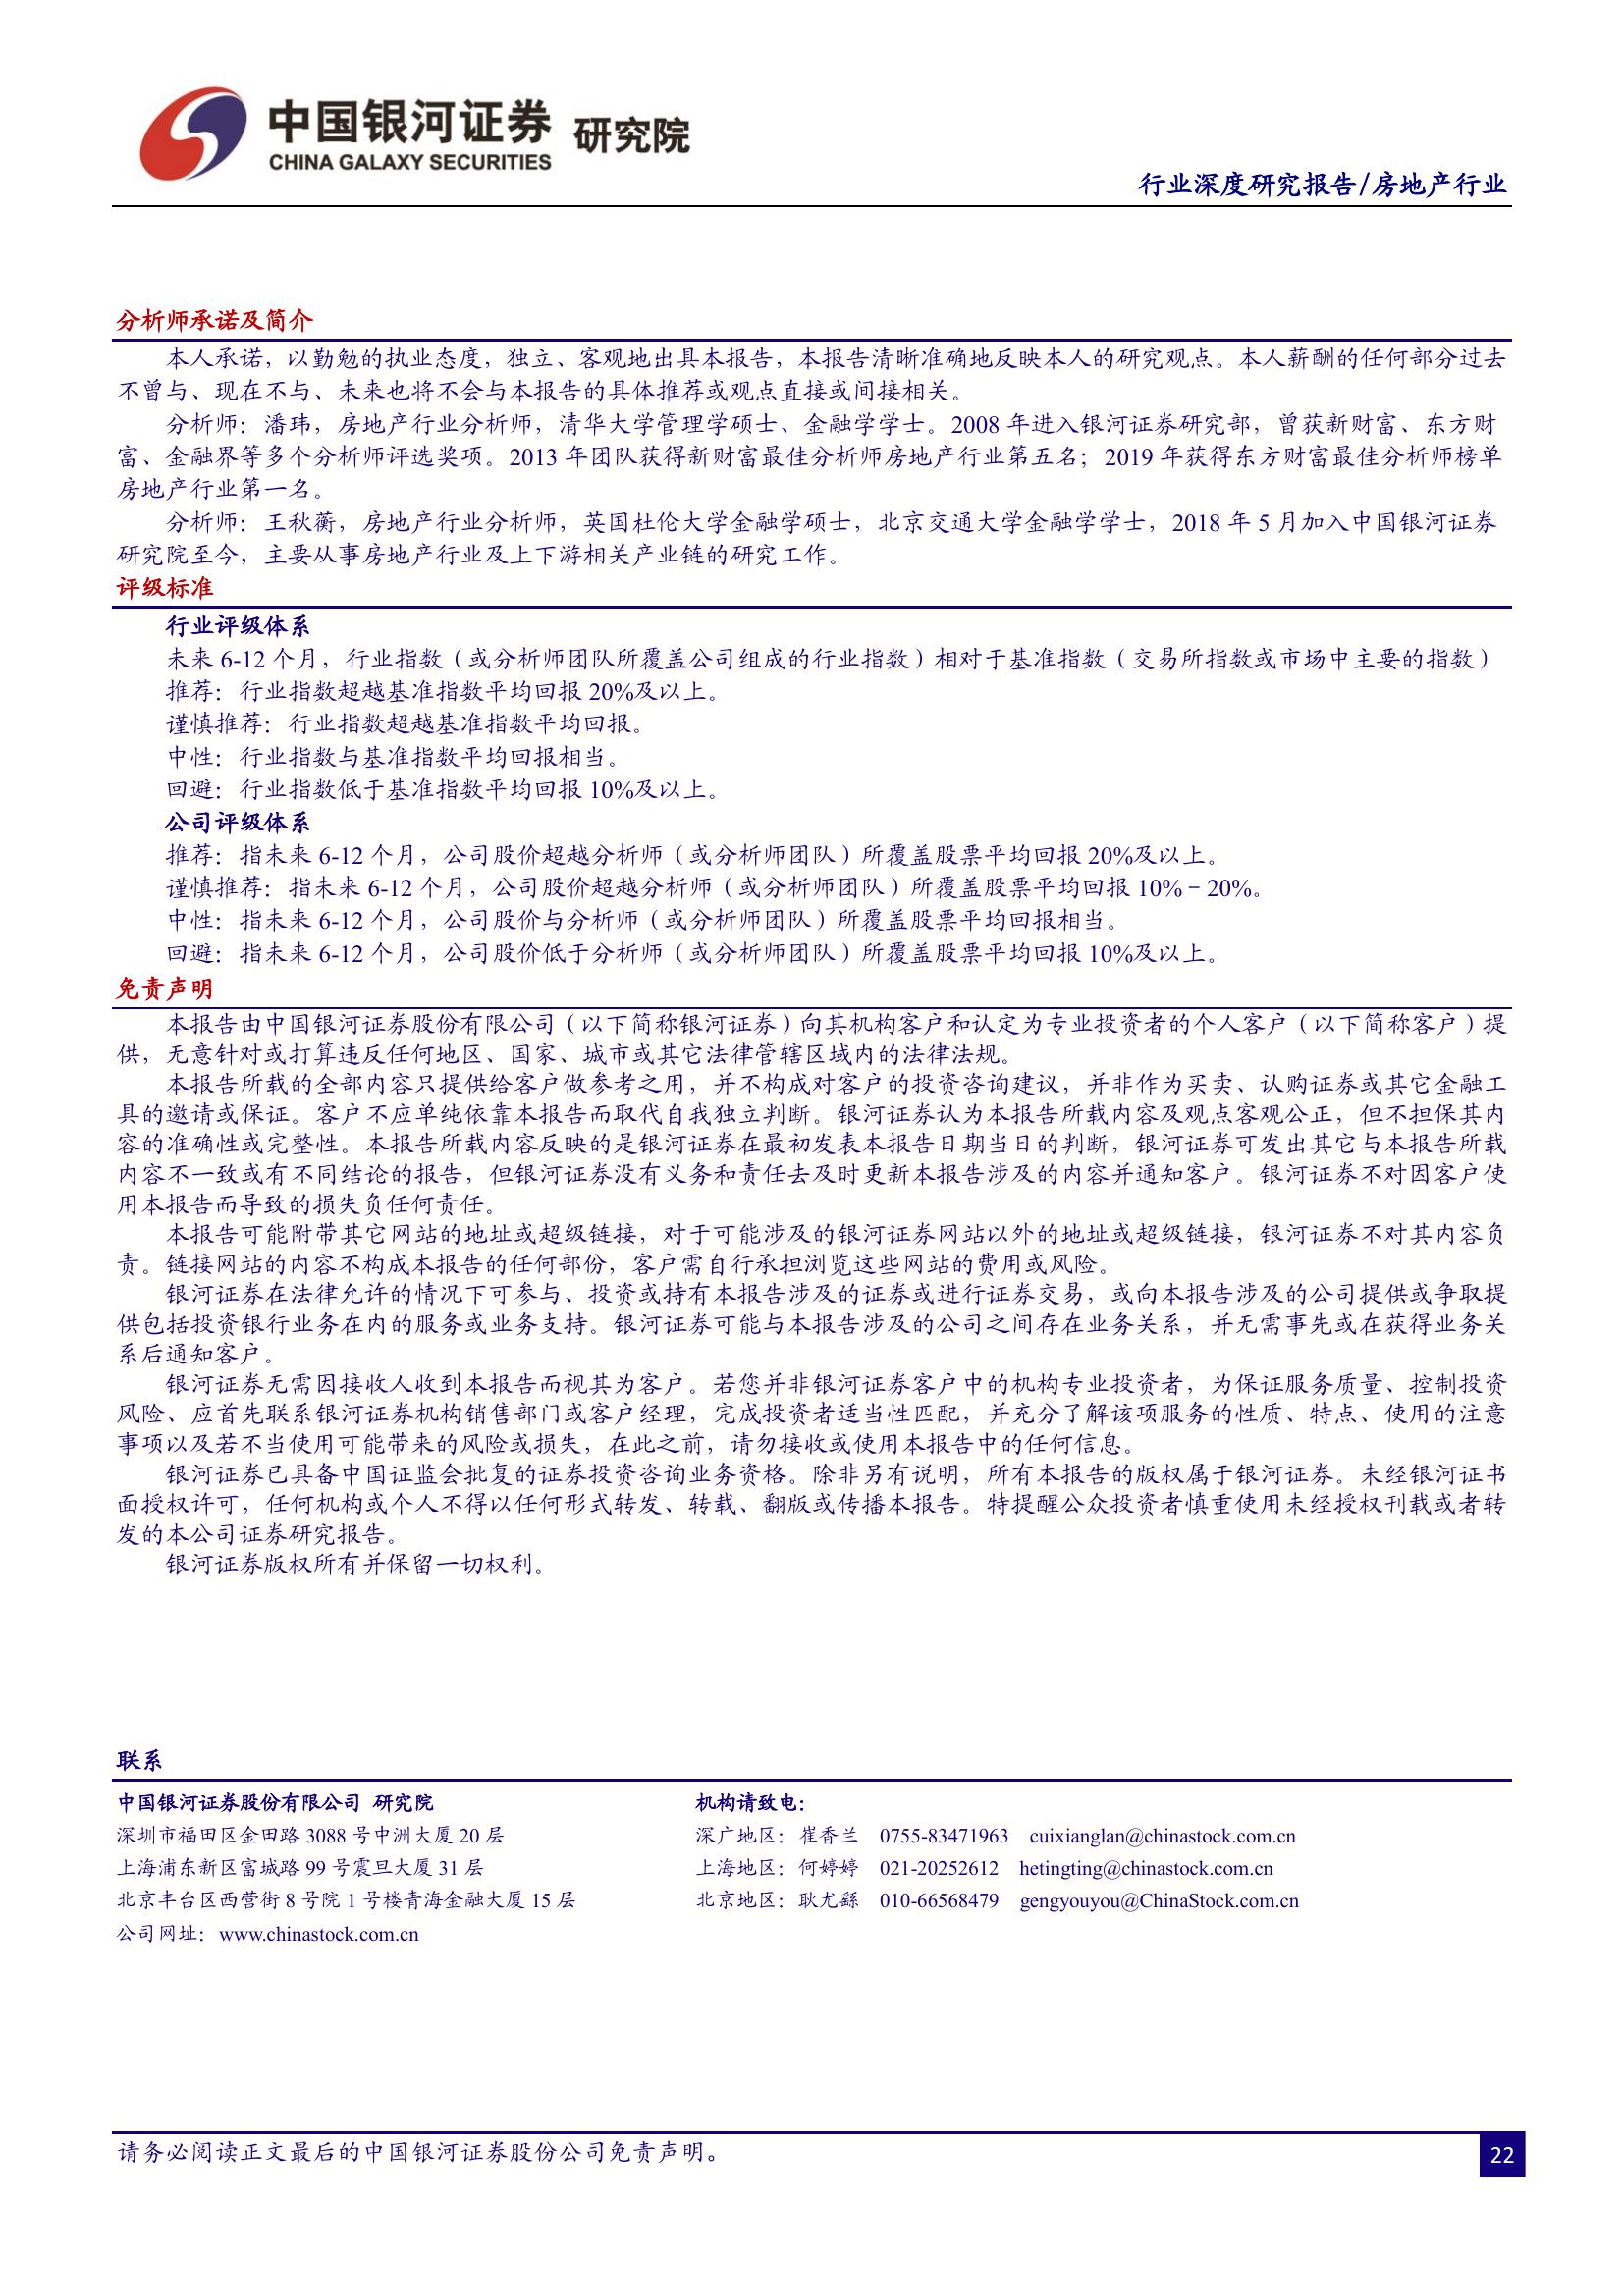 中国银河证券 研究院
CHINA GALAXY SECURITIES
行业深度研究报告/房地产行业
分析师承诺及简介
本人承诺，以勤勉的执业态度，独立、客观地出具本报告，本报告清晰准确地反映本人的研究观点。本人薪酬的任何部分过去
不曾与、现在不与、未来也将不会与本报告的具体推荐或观点直接或间接相关。
分析师：潘玮，房地产行业分析师，清华大学管理学硕士、金融学学士。2008 年进入银河证券研究部，曾获新财富、东方财
富、金融界等多个分析师评选奖项。2013 年团队获得新财富最佳分析师房地产行业第五名；2019 年获得东方财富最佳分析师榜单
房地产行业第一名。
分析师：王秋蘅，房地产行业分析师，英国杜伦大学金融学硕士，北京交通大学金融学学士，2018 年 5 月加入中国银河证券
研究院至今，主要从事房地产行业及上下游相关产业链的研究工作。
评级标准
行业评级体系
未来 6-12 个月，行业指数（或分析师团队所覆盖公司组成的行业指数）相对于基准指数（交易所指数或市场中主要的指数）
推荐：行业指数超越基准指数平均回报 20%及以上。
谨慎推荐：行业指数超越基准指数平均回报。
中性：行业指数与基准指数平均回报相当。
回避：行业指数低于基准指数平均回报 10%及以上。
公司评级体系
推荐：指未来 6-12 个月，公司股价超越分析师（或分析师团队）所覆盖股票平均回报 20%及以上。
谨慎推荐：指未来 6-12 个月，公司股价超越分析师（或分析师团队）所覆盖股票平均回报 10%－20%。
中性：指未来 6-12 个月，公司股价与分析师（或分析师团队）所覆盖股票平均回报相当。
回避：指未来 6-12 个月，公司股价低于分析师（或分析师团队）所覆盖股票平均回报 10%及以上。
免责声明
本报告由中国银河证券股份有限公司（以下简称银河证券）向其机构客户和认定为专业投资者的个人客户（以下简称客户）提
供，无意针对或打算违反任何地区、国家、城市或其它法律管辖区域内的法律法规。
本报告所载的全部内容只提供给客户做参考之用，并不构成对客户的投资咨询建议，并非作为买卖、认购证券或其它金融工
具的邀请或保证。客户不应单纯依靠本报告而取代自我独立判断。银河证券认为本报告所载内容及观点客观公正，但不担保其内
容的准确性或完整性。本报告所载内容反映的是银河证券在最初发表本报告日期当日的判断，银河证券可发出其它与本报告所载
内容不一致或有不同结论的报告，但银河证券没有义务和责任去及时更新本报告涉及的内容并通知客户。银河证券不对因客户使
用本报告而导致的损失负任何责任。
本报告可能附带其它网站的地址或超级链接，对于可能涉及的银河证券网站以外的地址或超级链接，银河证券不对其内容负
责。链接网站的内容不构成本报告的任何部份，客户需自行承担浏览这些网站的费用或风险。
银河证券在法律允许的情况下可参与、投资或持有本报告涉及的证券或进行证券交易，或向本报告涉及的公司提供或争取提
供包括投资银行业务在内的服务或业务支持。银河证券可能与本报告涉及的公司之间存在业务关系，并无需事先或在获得业务关
系后通知客户。
银河证券无需因接收人收到本报告而视其为客户。若您并非银河证券客户中的机构专业投资者，为保证服务质量、控制投资
风险、应首先联系银河证券机构销售部门或客户经理，完成投资者适当性匹配，并充分了解该项服务的性质、特点、使用的注意
事项以及若不当使用可能带来的风险或损失，在此之前，请勿接收或使用本报告中的任何信息。
银河证券已具备中国证监会批复的证券投资咨询业务资格。除非另有说明，所有本报告的版权属于银河证券。未经银河证书
面授权许可，任何机构或个人不得以任何形式转发、转载、翻版或传播本报告。特提醒公众投资者慎重使用未经授权刊载或者转
发的本公司证券研究报告。
银河证券版权所有并保留一切权利。
联系
中国银河证券股份有限公司 研究院
深圳市福田区金田路 3088 号中洲大厦 20 层
上海浦东新区富城路 99 号震旦大厦 31 层
北京丰台区西营街 8 号院 1 号楼青海金融大厦 15 层
公司网址：www.chinastock.com.cn
机构请致电：
深广地区：崔香兰 0755-83471963 cuixianglan@chinastock.com.cn
上海地区：何婷婷 021-20252612 hetingting@chinastock.com.cn
北京地区：耿尤繇 010-66568479 gengyouyou@ChinaStock.com.cn
请务必阅读正文最后的中国银河证券股份公司免责声明。
22